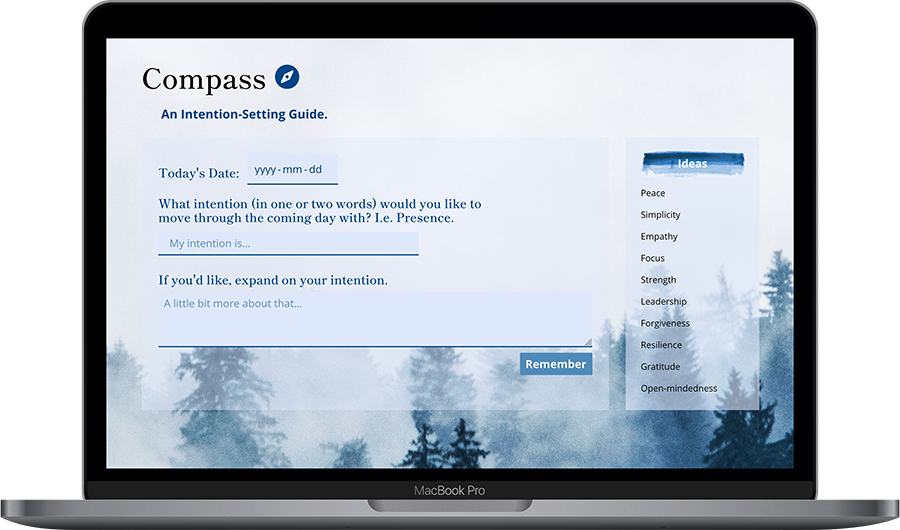 Compass
An Intention-Setting Guide.
Today's Date: yyyy-mm-dd
What intention (in one or two words) would you like to
move through the coming day with? I.e. Presence.
My intention is...
If you'd like, expand on your intention.
A little bit more about that...
Remember
Ideas
Peace
Simplicity
Empathy
Focus
Strength
Leadership
Forgiveness
Resilience
Gratitude
Open-mindedness
MacBook Pro